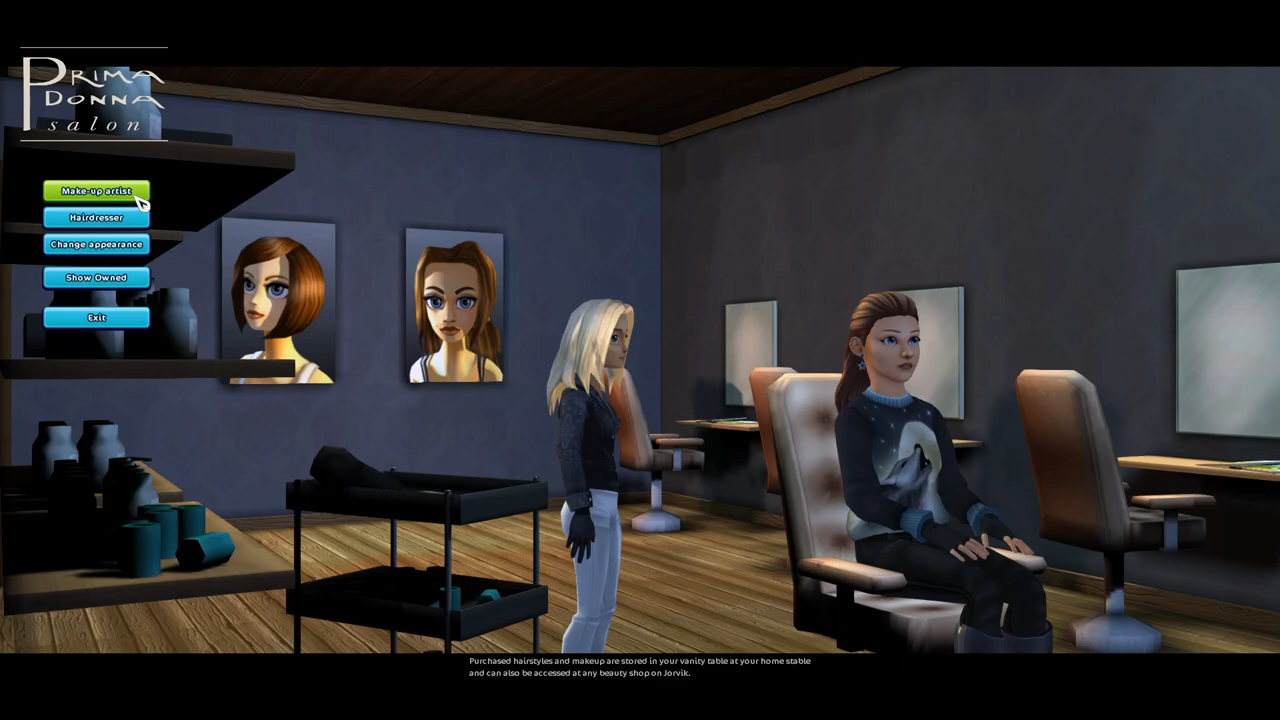 PRIMA
DONNA
salon
Make-up artist
Hairdresser
Change appearance
Show Owned
Exit
Purchased hairstyles and makeup are stored in your vanity table at your home stable
and can also be accessed at any beauty shop on Jorvik.